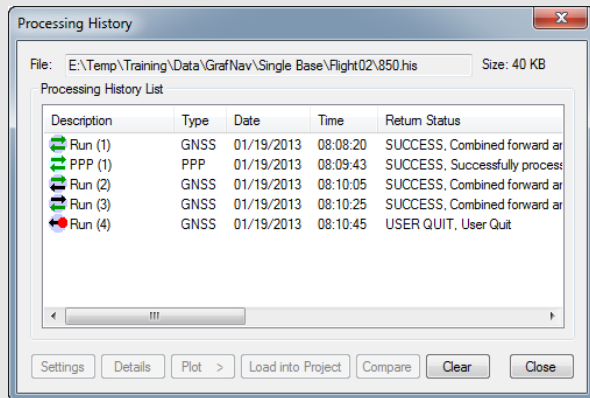 Processing History
File: E:\Temp\Training\Data\GrafNav\Single Base\Flight02\850.his Size: 40 KB
Processing History List
Description Type Date Time Return Status
Run (1) GNSS 01/19/2013 08:08:20 SUCCESS, Combined forward ar
PPP (1) PPP 01/19/2013 08:09:43 SUCCESS, Successfully process
Run (2) GNSS 01/19/2013 08:10:05 SUCCESS, Combined forward ar
Run (3) GNSS 01/19/2013 08:10:25 SUCCESS, Combined forward ar
Run (4) GNSS 01/19/2013 08:10:45 USER QUIT, User Quit
Settings Details Plot > Load into Project Compare Clear Close